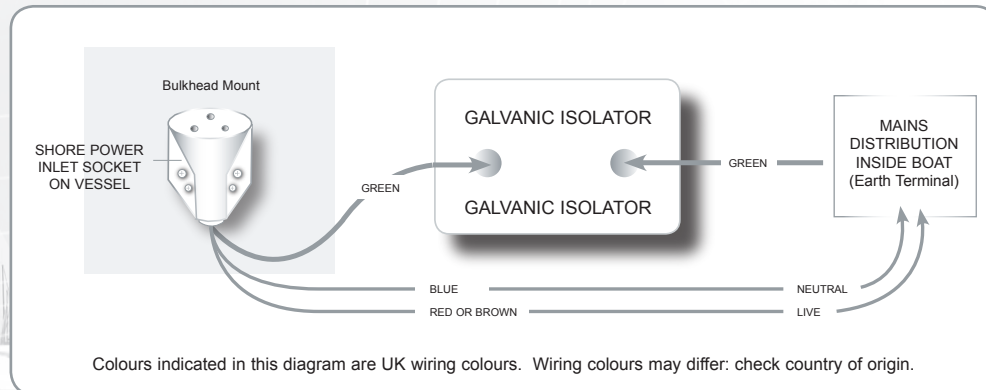 Bulkhead Mount
SHORE POWER
INLET SOCKET
ON VESSEL
GREEN
GALVANIC ISOLATOR
GALVANIC ISOLATOR
GREEN
MAINS
DISTRIBUTION
INSIDE BOAT
(Earth Terminal)
BLUE
NEUTRAL
RED OR BROWN
LIVE
Colours indicated in this diagram are UK wiring colours.  Wiring colours may differ: check country of origin.